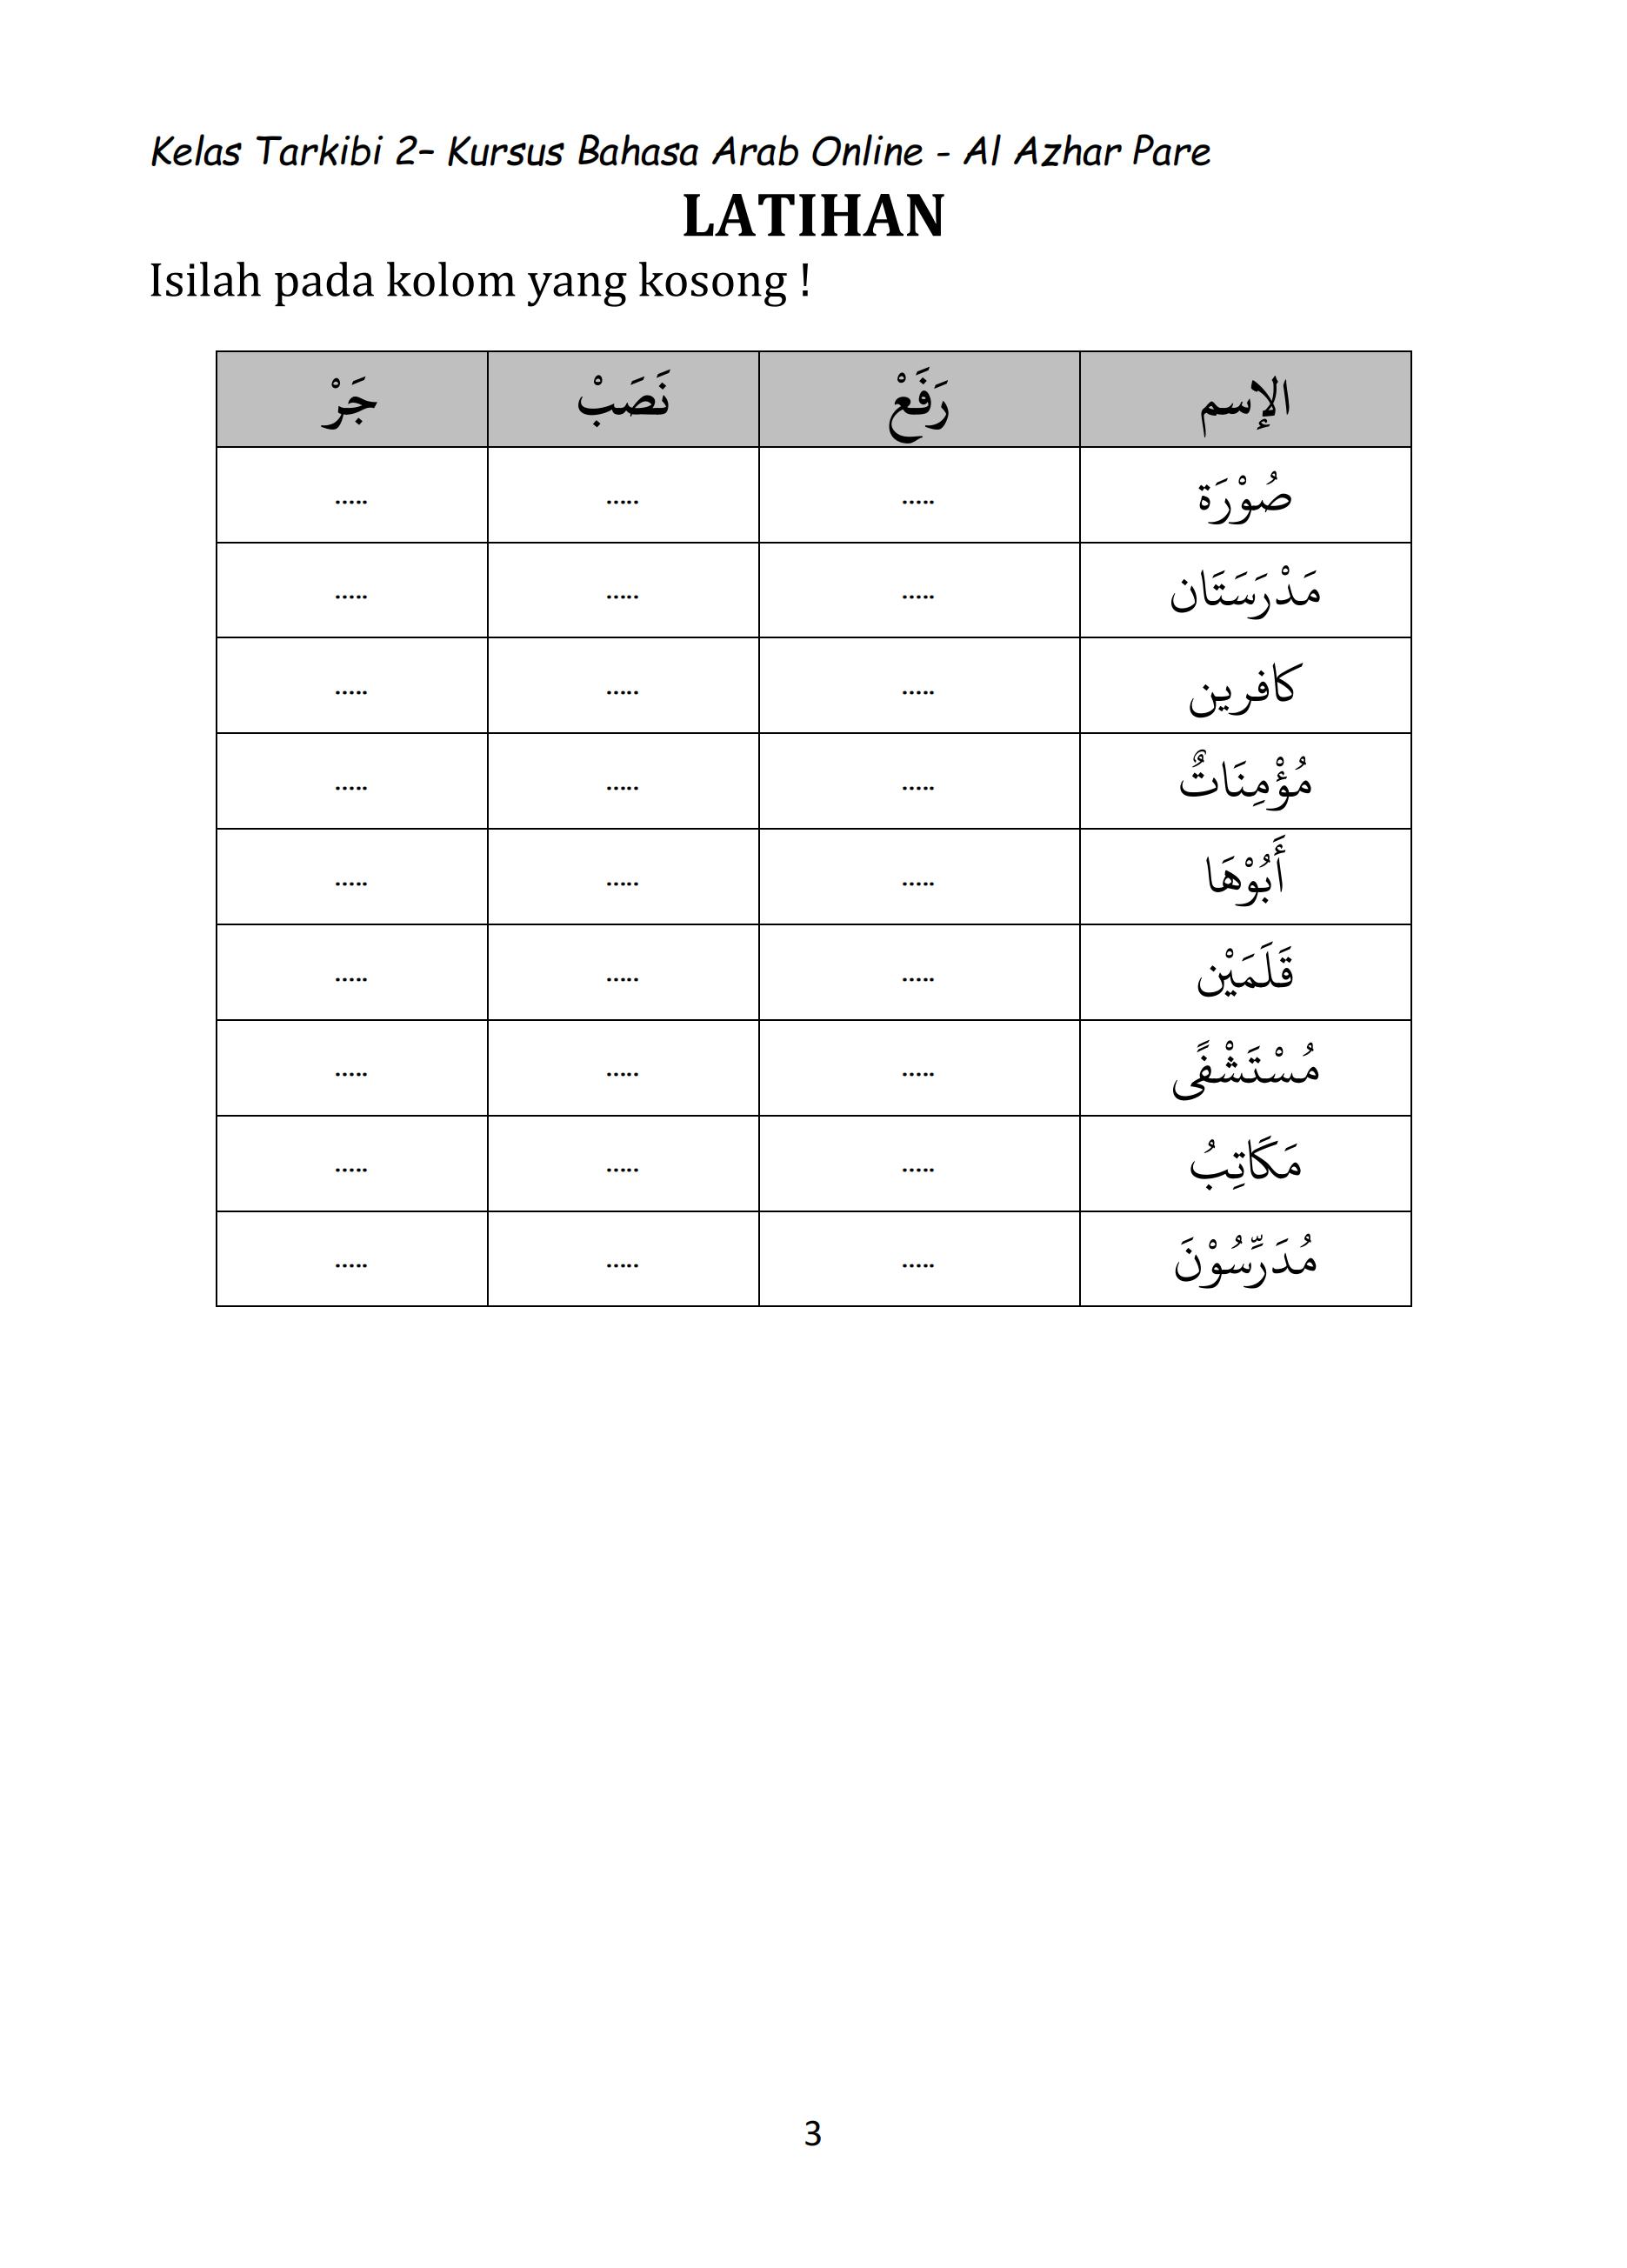 Kelas Tarkibi 2– Kursus Bahasa Arab Online - Al Azhar Pare
LATIHAN
Isilah pada kolom yang kosong !
الإسم رَفَعْ نَصَبْ جَرْ
صُوْرَة ..... ..... .....
مَدْرَسَتَان ..... ..... .....
كافرين ..... ..... .....
مُؤْمِنَاتٌ ..... ..... .....
أَبُوْهَا ..... ..... .....
قَلَمَيْن ..... ..... .....
مُسْتَشْفًى ..... ..... .....
مَكَاتِبُ ..... ..... .....
مُدَرِّسُوْنَ ..... ..... .....
3